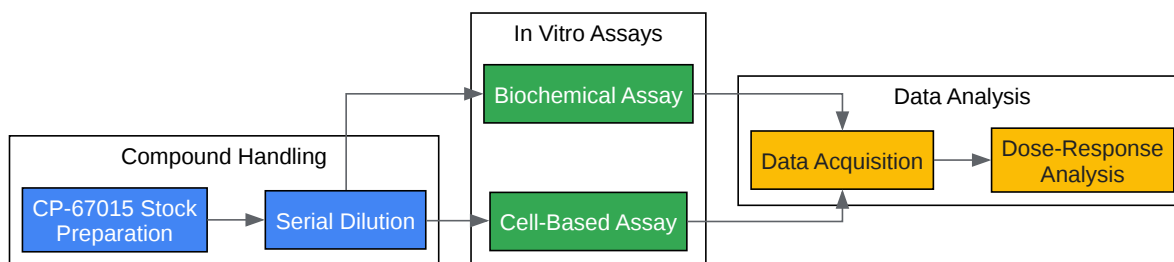 Compound Handling
CP-67015 Stock
Preparation
Serial Dilution
In Vitro Assays
Biochemical Assay
Cell-Based Assay
Data Analysis
Data Acquisition
Dose-Response
Analysis